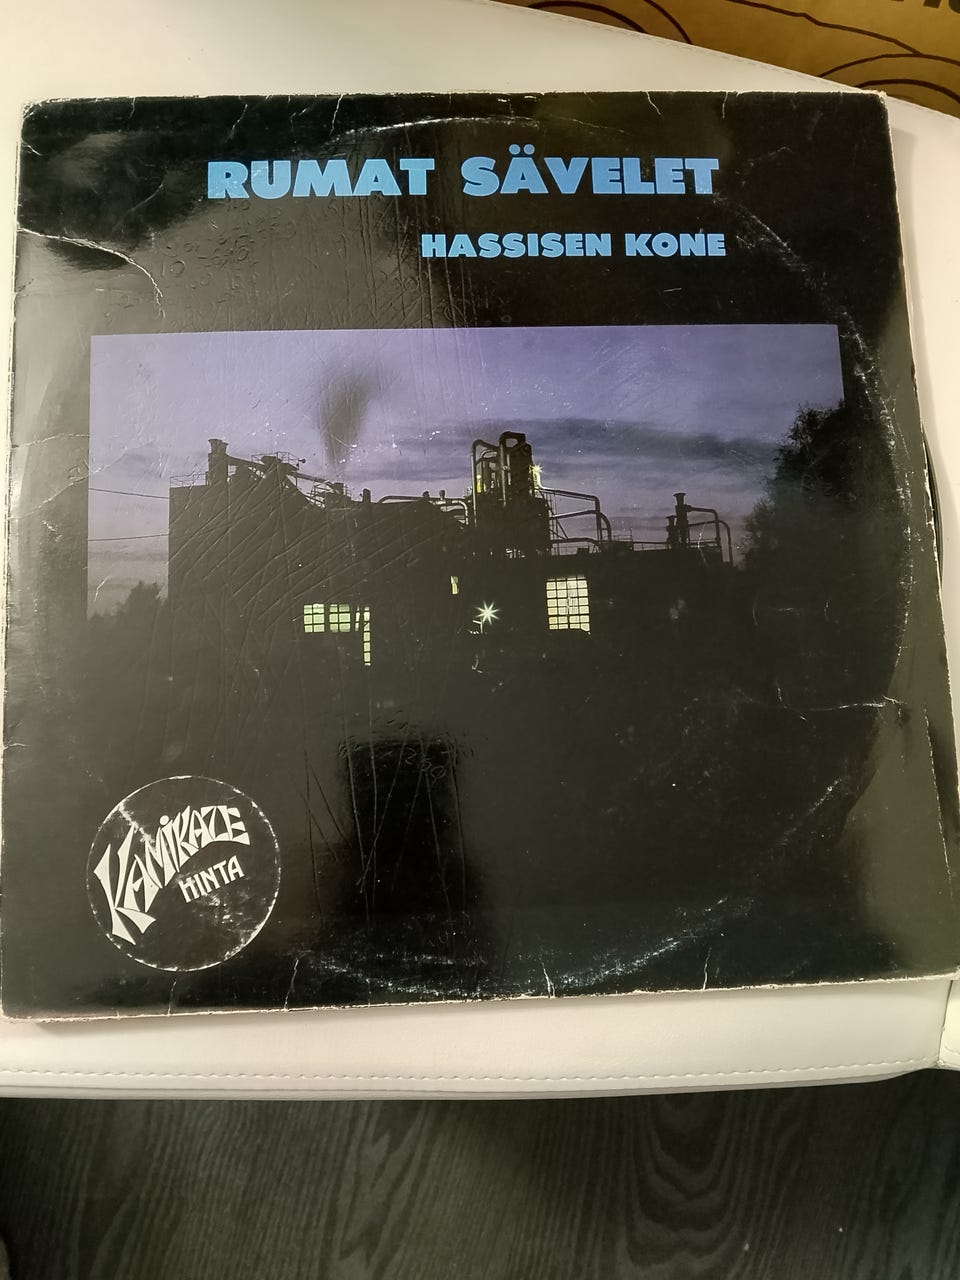 RUMAT SÄVELET
HASSISEN KONE
KAMIKAZE
HINTA